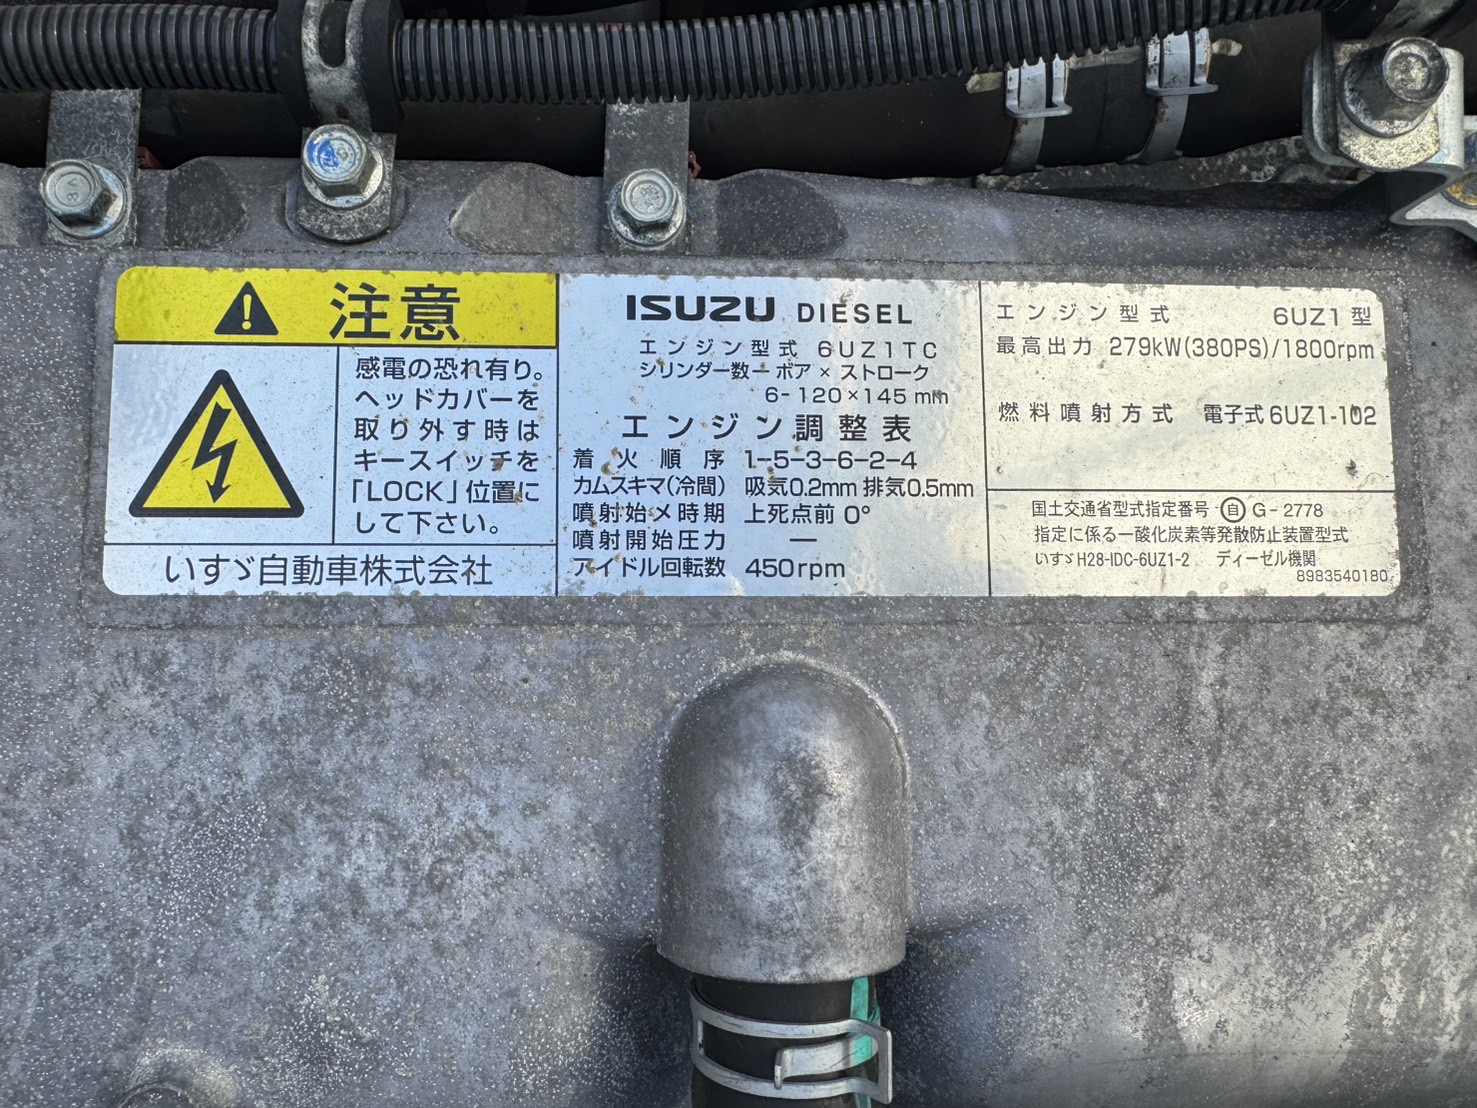 注意
感電の恐れ有り。
ヘッドカバーを
取り外す時は
キースイッチを
「LOCK」位置に
して下さい。
いすゞ自動車株式会社
ISUZU DIESEL
エンジン型式 6UZ1TC
シリンダー数ー ボア × ストローク
6-120×145 mm
エンジン調整表
着火順序 1-5-3-6-2-4
カムスキマ(冷間) 吸気0.2mm 排気0.5mm
噴射始メ時期 上死点前 0°
噴射開始圧力 ー
アイドル回転数 450rpm
エンジン型式 6UZ1型
最高出力 279kW(380PS)/1800rpm
燃料噴射方式 電子式6UZ1-102
国土交通省型式指定番号 - ㊀自 G-2778
指定に係る一酸化炭素等発散防止装置型式
いすゞH28-IDC-6UZ1-2 ディーゼル機関
8983540180